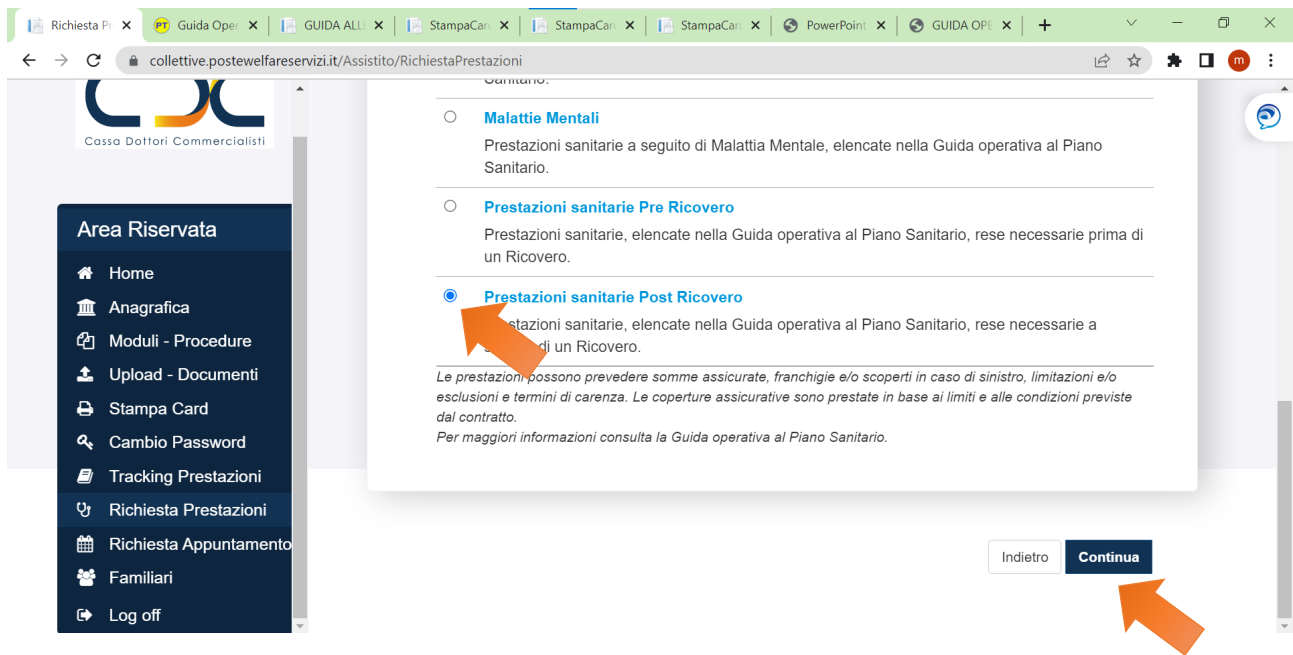 Richiesta Pr
Guida Oper
GUIDA ALL
StampaCard
StampaCard
StampaCard
PowerPoint
GUIDA OPE
collettive.postewelfareservizi.it/Assistito/RichiestaPrestazioni
m
Cassa Dottori Commercialisti
Area Riservata
Home
Anagrafica
Moduli - Procedure
Upload - Documenti
Stampa Card
Cambio Password
Tracking Prestazioni
Richiesta Prestazioni
Richiesta Appuntamento
Familiari
Log off
Sanitario.
Malattie Mentali
Prestazioni sanitarie a seguito di Malattia Mentale, elencate nella Guida operativa al Piano
Sanitario.
Prestazioni sanitarie Pre Ricovero
Prestazioni sanitarie, elencate nella Guida operativa al Piano Sanitario, rese necessarie prima di
un Ricovero.
Prestazioni sanitarie Post Ricovero
stazioni sanitarie, elencate nella Guida operativa al Piano Sanitario, rese necessarie a
di un Ricovero.
Le prestazioni possono prevedere somme assicurate, franchigie e/o scoperti in caso di sinistro, limitazioni e/o
esclusioni e termini di carenza. Le coperture assicurative sono prestate in base ai limiti e alle condizioni previste
dal contratto.
Per maggiori informazioni consulta la Guida operativa al Piano Sanitario.
Indietro
Continua